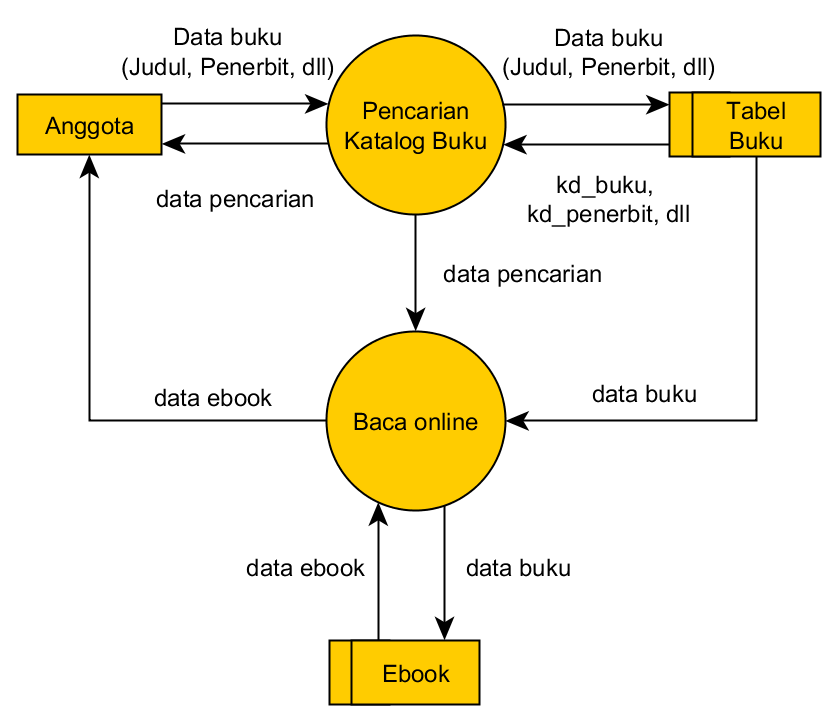 Data buku
(Judul, Penerbit, dll)
Data buku
(Judul, Penerbit, dll)
Anggota
Pencarian
Katalog Buku
Tabel
Buku
data pencarian
kd_buku,
kd_penerbit, dll
data pencarian
data ebook
Baca online
data buku
data ebook
data buku
Ebook